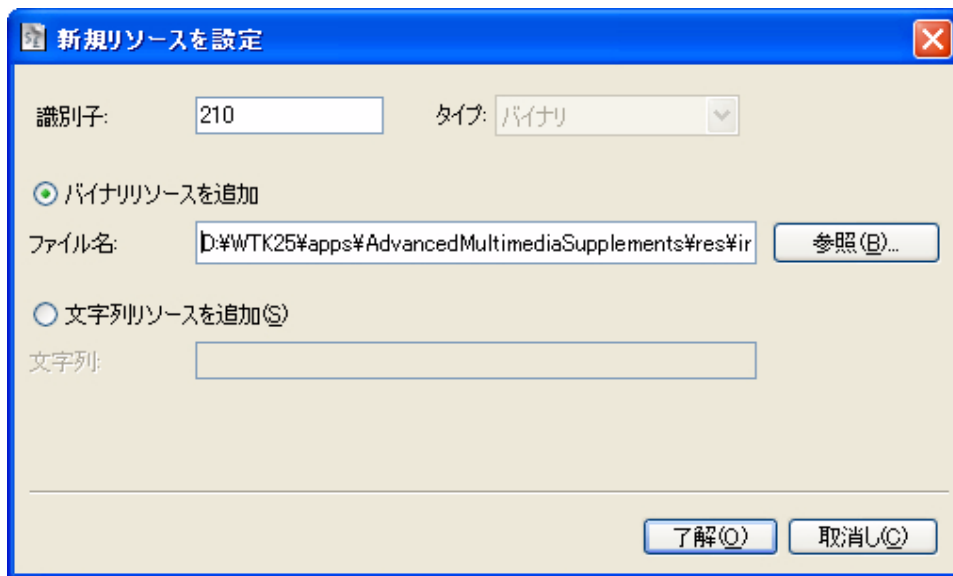 新規リソースを設定
識別子: 210 タイプ: バイナリ
バイナリリソースを追加
ファイル名: D:¥WTK25¥apps¥AdvancedMultimediaSupplements¥res¥ir 参照(B)...
文字列リソースを追加(S)
文字列:
了解(O) 取消し(C)